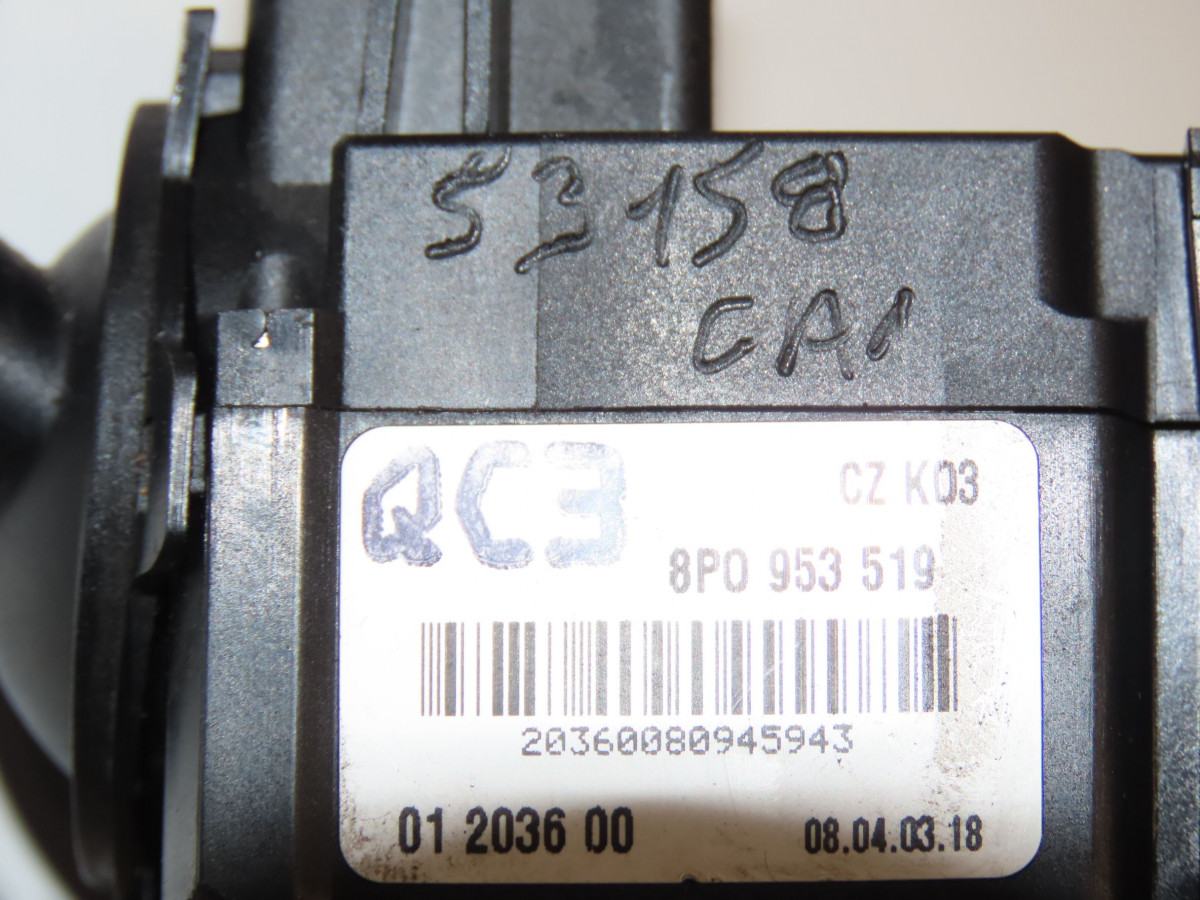 53158
CA1
QC3
CZ K03
8P0 953 519
20360080945943
01 2036 00
08.04.03.18